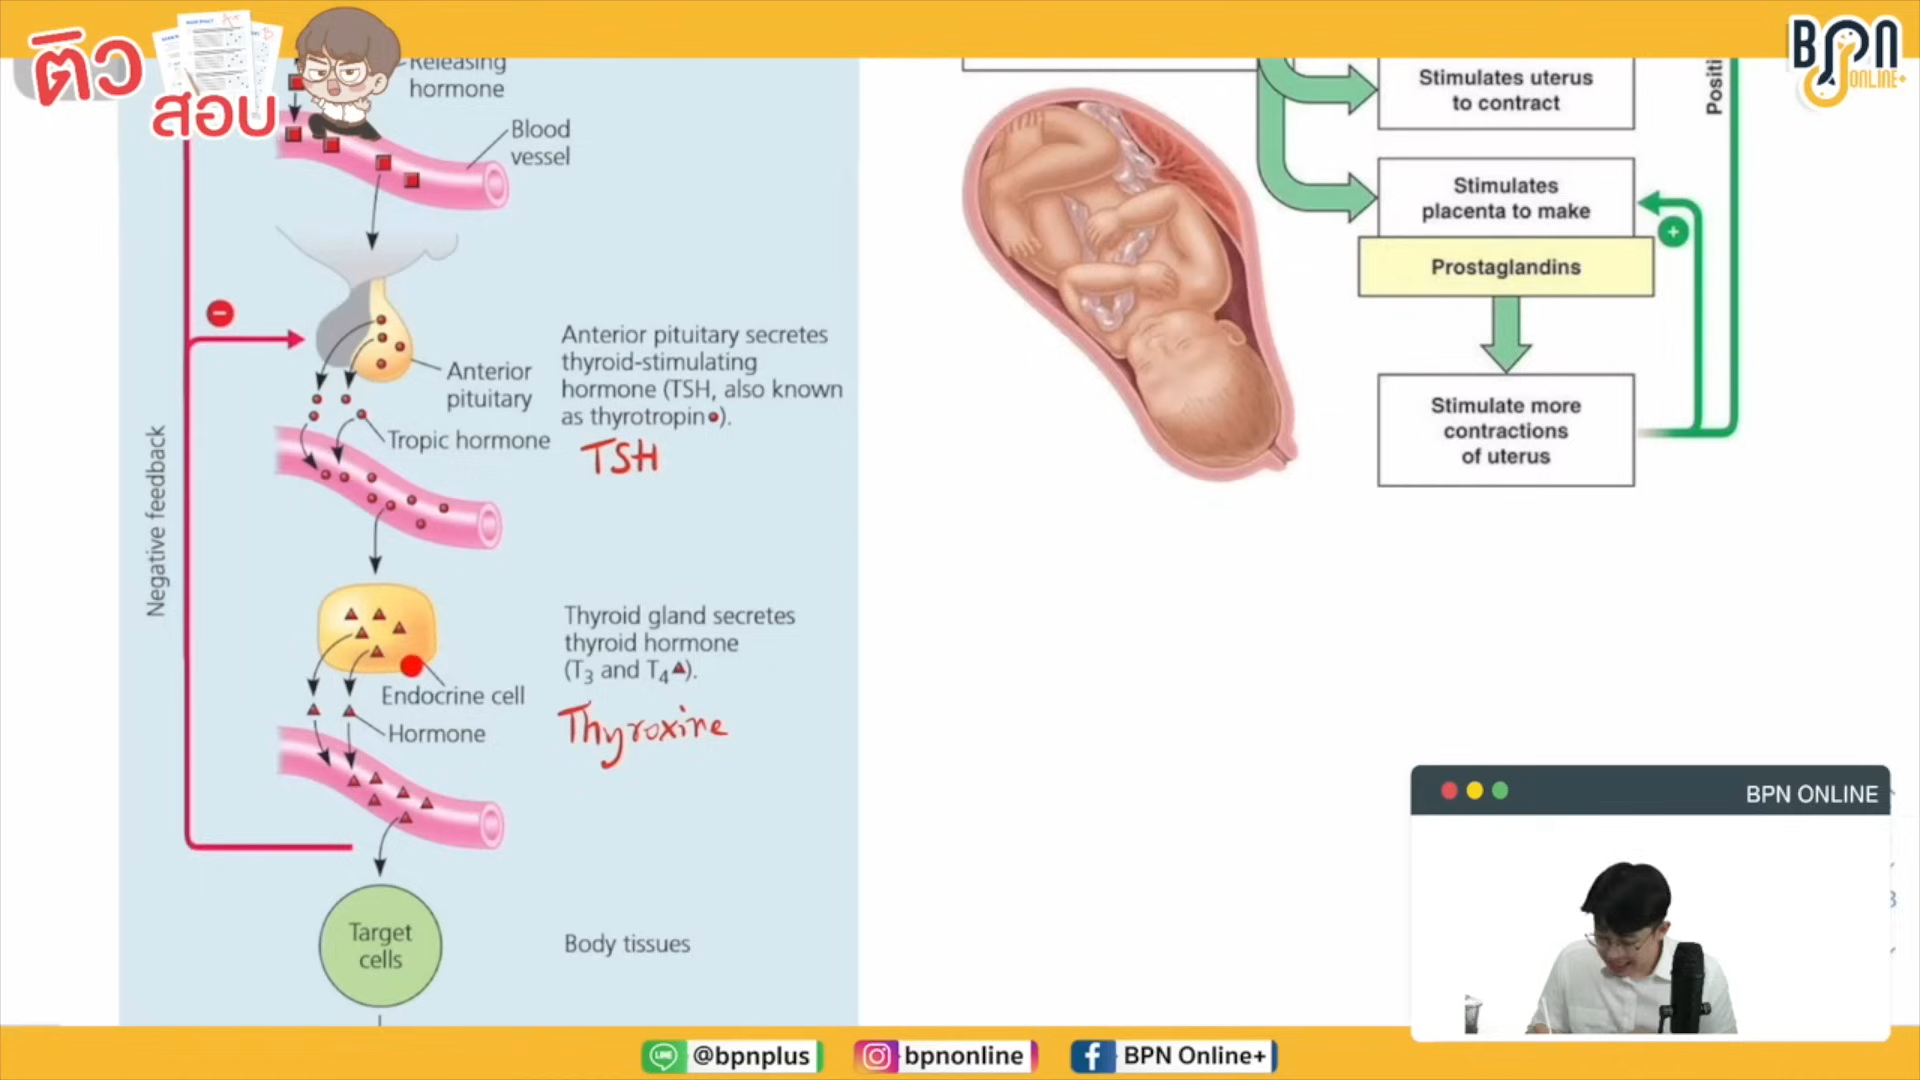 ติว
สอบ
BPN
ONLINE+
Releasing
hormone
Blood
vessel
Anterior pituitary secretes
thyroid-stimulating
hormone (TSH, also known
as thyrotropin).
Anterior
pituitary
Tropic hormone
TSH
Negative feedback
Thyroid gland secretes
thyroid hormone
(T3 and T4).
Endocrine cell
Hormone
Thyroxine
Target
cells
Body tissues
Stimulates uterus
to contract
Positi
Stimulates
placenta to make
+
Prostaglandins
Stimulate more
contractions
of uterus
BPN ONLINE
LINE
@bpnplus
bpnonline
BPN Online+